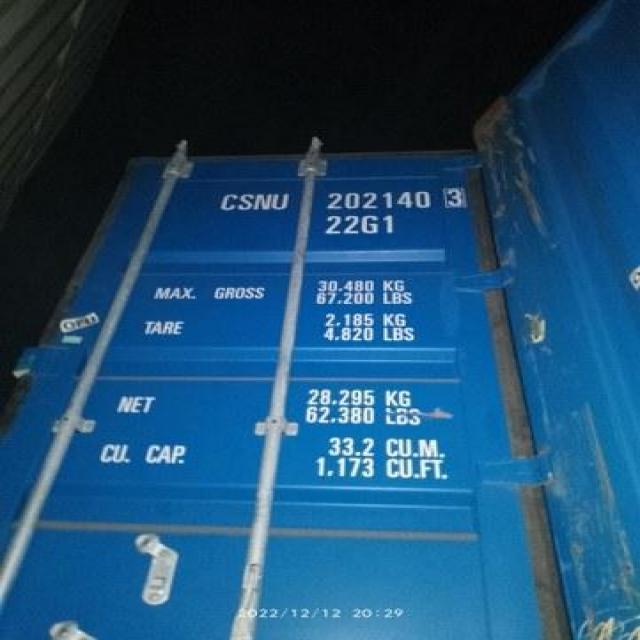 CSNU 202140 3
22G1
MAX. GROSS 30.480 KG
67.200 LBS
TARE 2.185 KG
4.820 LBS
NET 28.295 KG
62.380 LBS
CU. CAP. 33.2 CU.M.
1.173 CU.FT.
2022/12/12 20:29